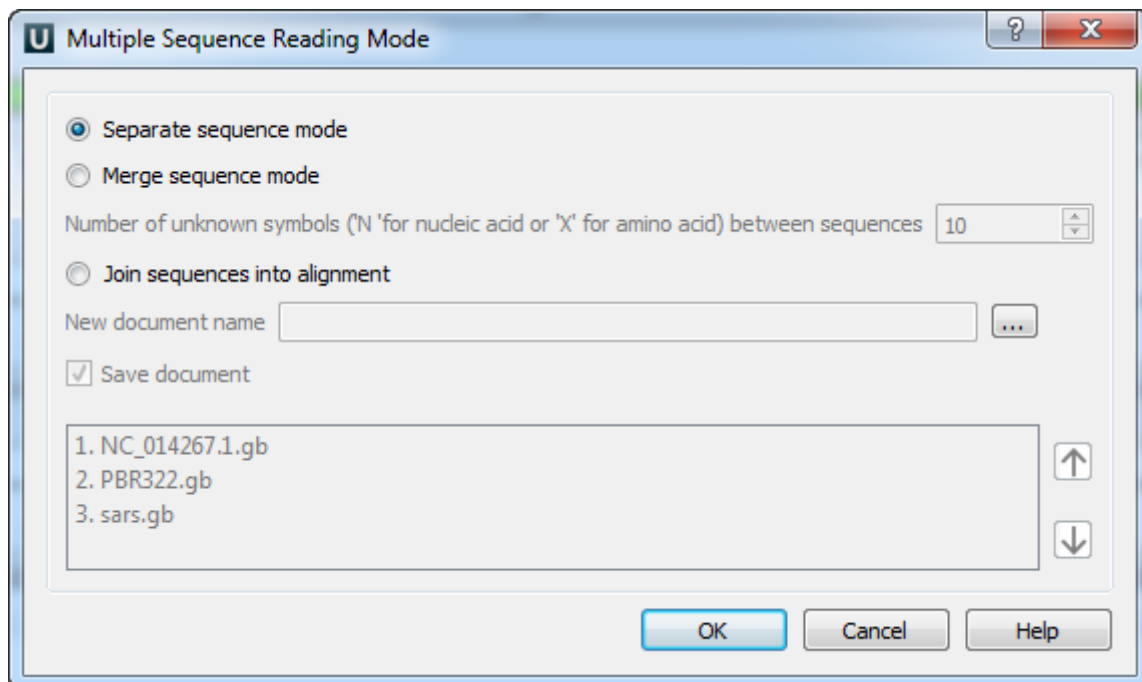 U Multiple Sequence Reading Mode ? X
Separate sequence mode
Merge sequence mode
Number of unknown symbols ('N 'for nucleic acid or 'X' for amino acid) between sequences 10
Join sequences into alignment
New document name ...
Save document
1. NC_014267.1.gb
2. PBR322.gb
3. sars.gb
OK Cancel Help